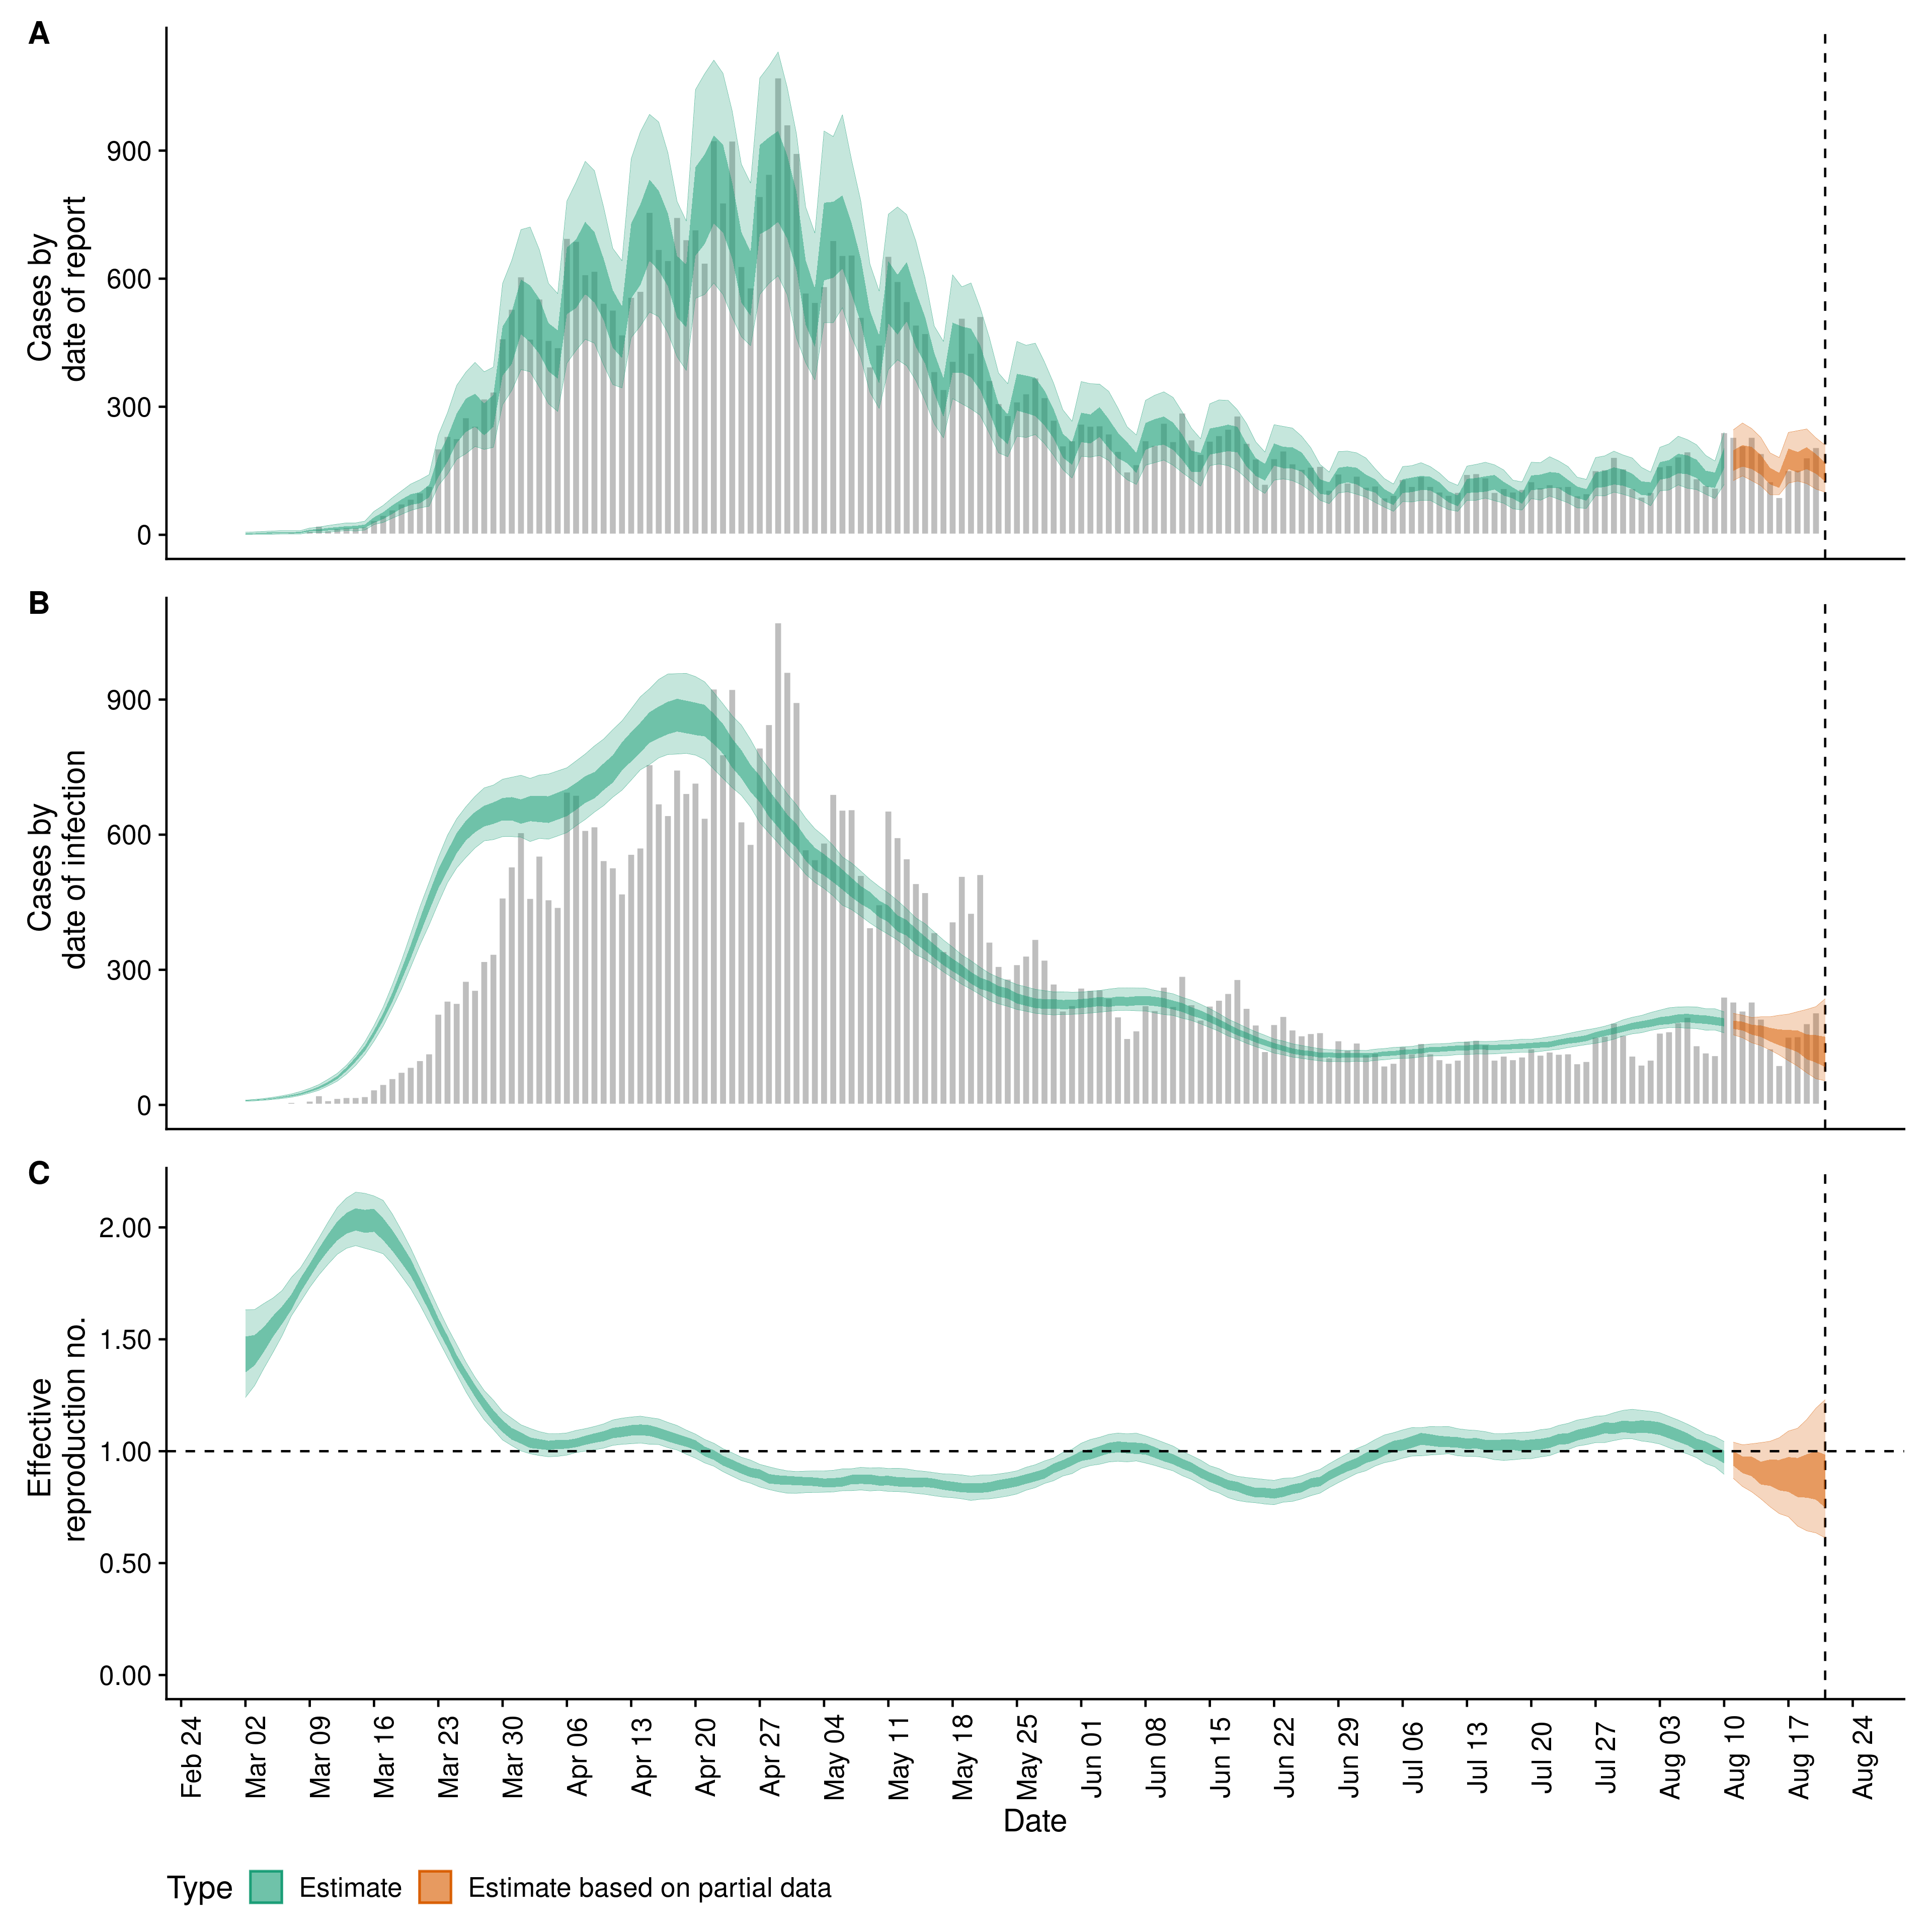 A
900
600
300
0
Cases by
date of report
B
900
600
300
0
Cases by
date of infection
C
2.00
1.50
1.00
0.50
0.00
Effective
reproduction no.
Feb 24
Mar 02
Mar 09
Mar 16
Mar 23
Mar 30
Apr 06
Apr 13
Apr 20
Apr 27
May 04
May 11
May 18
May 25
Jun 01
Jun 08
Jun 15
Jun 22
Jun 29
Jul 06
Jul 13
Jul 20
Jul 27
Aug 03
Aug 10
Aug 17
Aug 24
Date
Type Estimate Estimate based on partial data